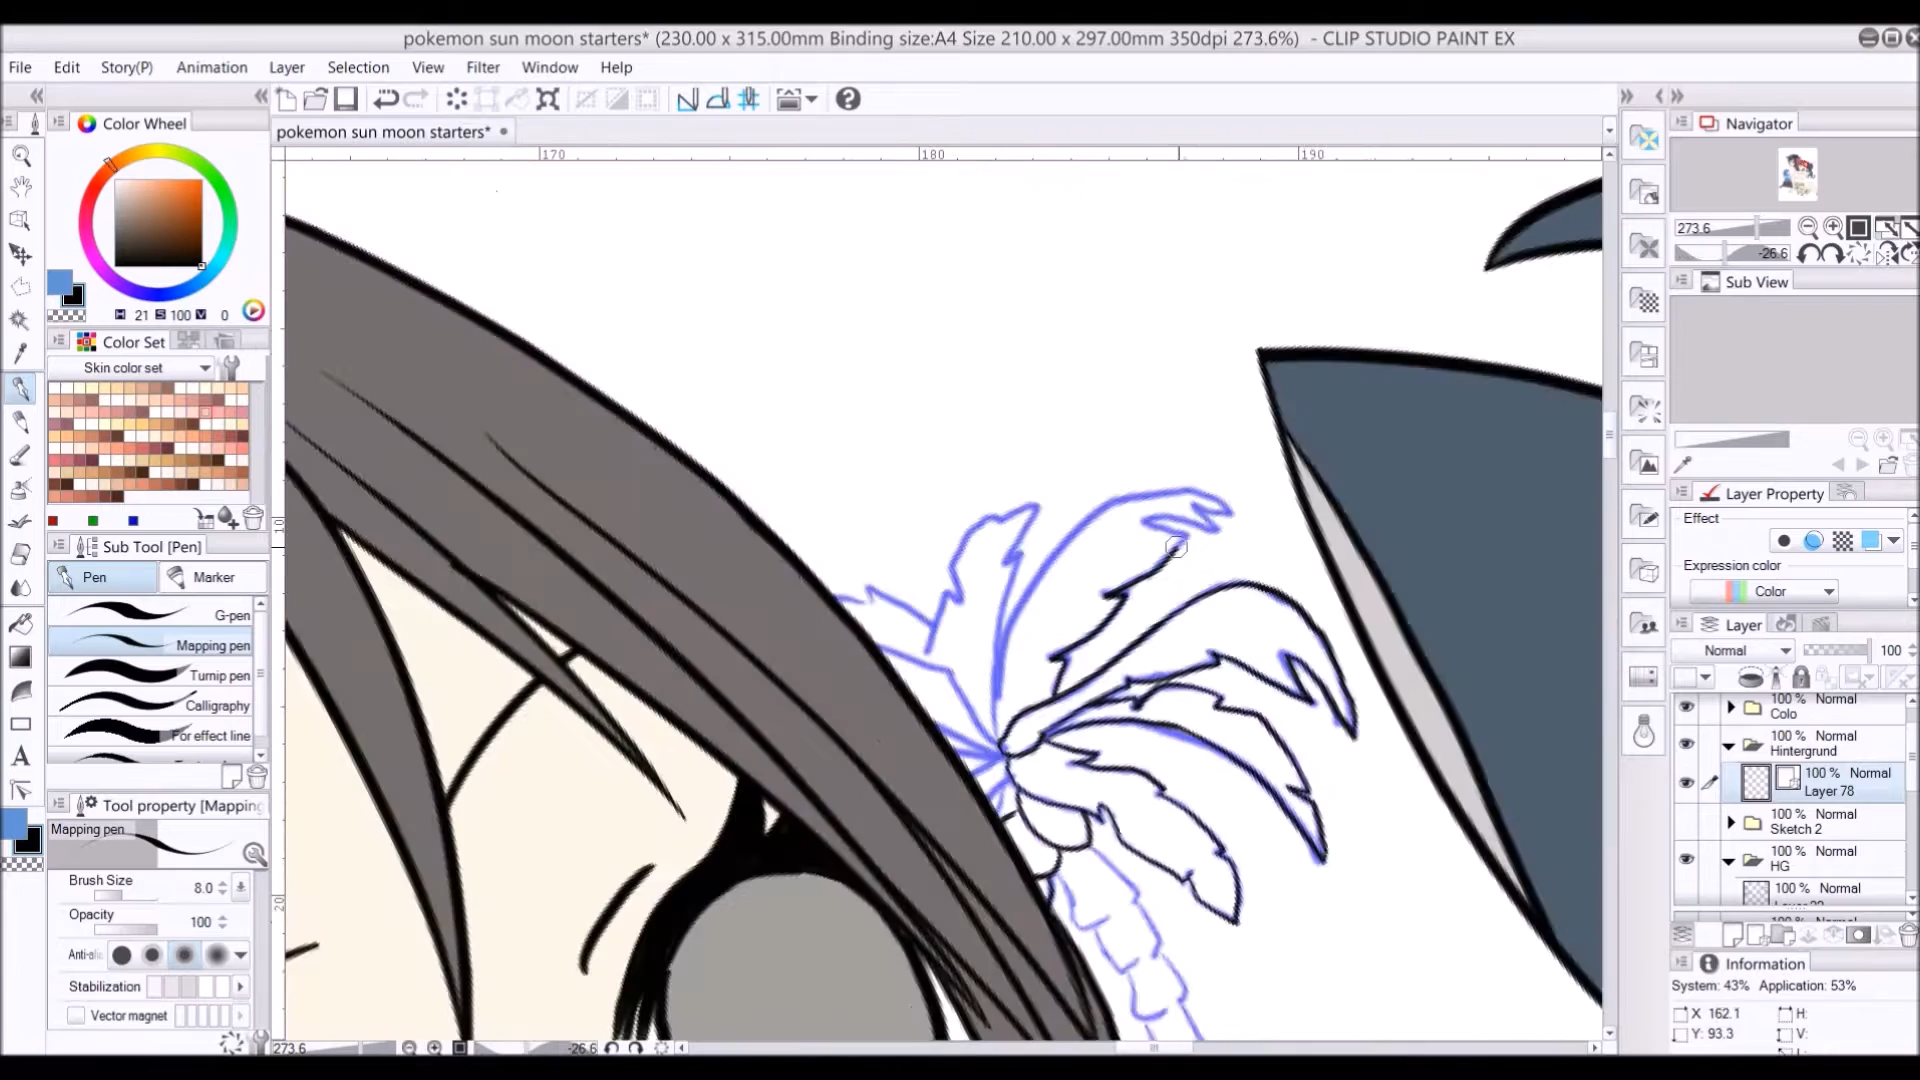 pokemon sun moon starters* (230.00 x 315.00mm Binding size:A4 Size 210.00 x 297.00mm 350dpi 273.6%)  - CLIP STUDIO PAINT EX
File Edit Story(P) Animation Layer Selection View Filter Window Help
Color Wheel
pokemon sun moon starters*
Navigator
170 180 190
273.6
-26.6
Sub View
H 21 S 100 V 0
Color Set
Skin color set
Layer Property
Effect
Sub Tool [Pen]
Expression color
Pen
Marker
Color
G-pen
Layer
Mapping pen
Normal 100
Turnip pen
100 % Normal
Colo
Calligraphy
For effect line
100 % Normal
Hintergrund
100 % Normal
Layer 78
Tool property [Mapping
100 % Normal
Sketch 2
Mapping pen
100 % Normal
HG
Brush Size 8.0
100 % Normal
Opacity 100
Anti-ali
Information
Stabilization
System: 43% Application: 53%
Vector magnet
X 162.1 H:
Y: 93.3 V:
273.6 -26.6